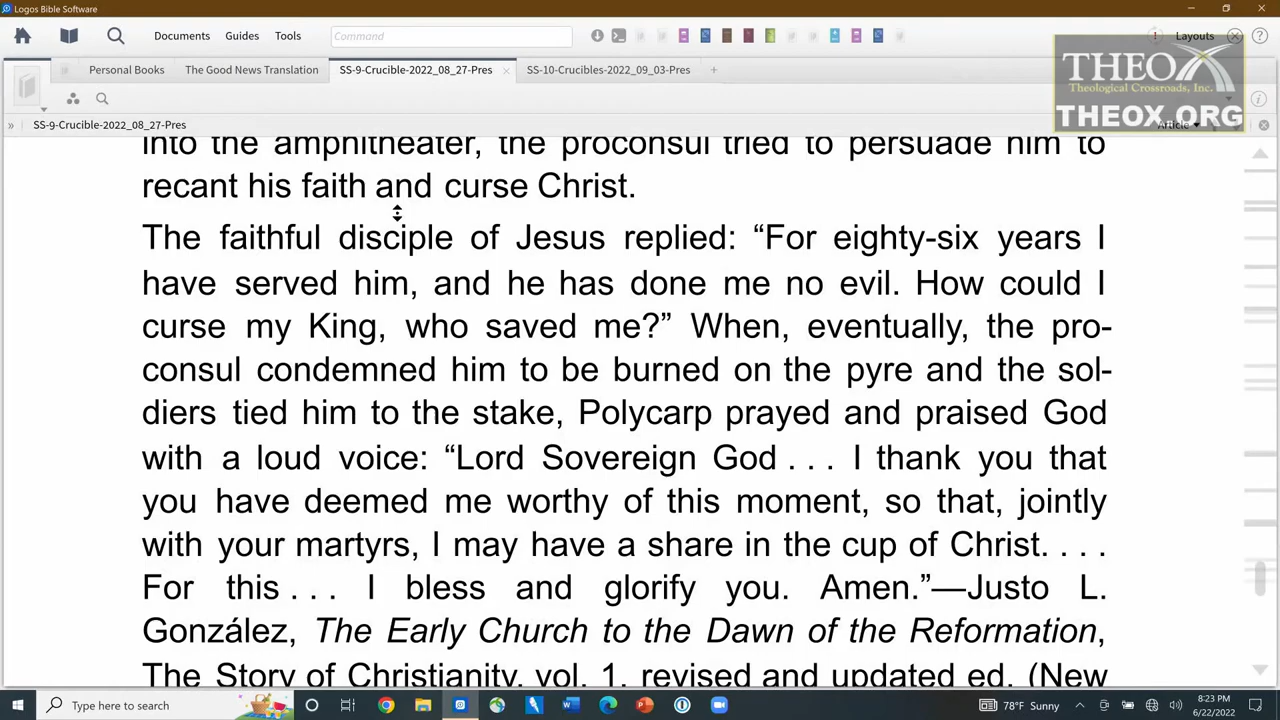 Logos Bible Software
Documents Guides Tools Command Layouts
1
Personal Books The Good News Translation SS-9-Crucible-2022_08_27-Pres SS-10-Crucibles-2022_09_03-Pres
THEOX
Theological Crossroads, Inc.
THEOX.ORG
SS-9-Crucible-2022_08_27-Pres Article
into the amphitheater, the proconsul tried to persuade him to
recant his faith and curse Christ.
The faithful disciple of Jesus replied: “For eighty-six years I
have served him, and he has done me no evil. How could I
curse my King, who saved me?” When, eventually, the pro-
consul condemned him to be burned on the pyre and the sol-
diers tied him to the stake, Polycarp prayed and praised God
with a loud voice: “Lord Sovereign God . . . I thank you that
you have deemed me worthy of this moment, so that, jointly
with your martyrs, I may have a share in the cup of Christ. . . .
For this . . . I bless and glorify you. Amen.”—Justo L.
González, The Early Church to the Dawn of the Reformation,
The Story of Christianity, vol. 1, revised and updated ed. (New
Type here to search
78°F Sunny
8:23 PM
6/22/2022